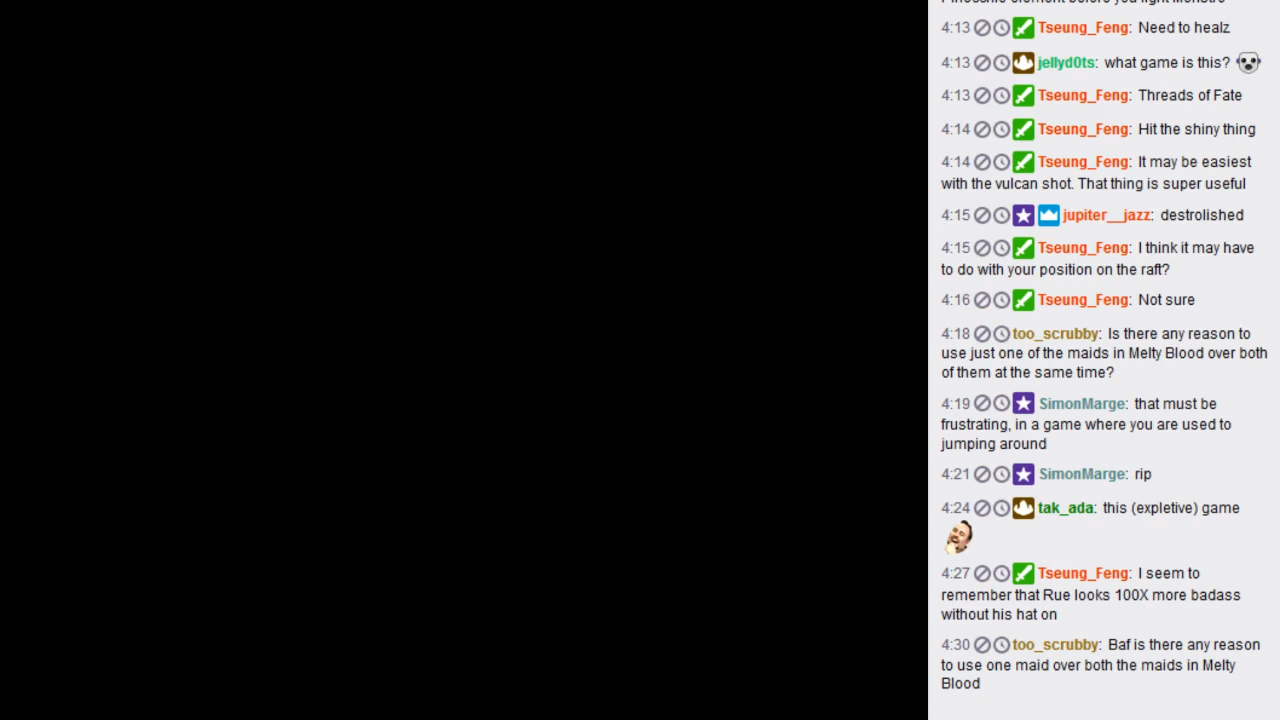 4:13 Tseung_Feng: Need to healz
4:13 jellyd0ts: what game is this?
4:13 Tseung_Feng: Threads of Fate
4:14 Tseung_Feng: Hit the shiny thing
4:14 Tseung_Feng: It may be easiest
with the vulcan shot. That thing is super useful
4:15 jupiter__jazz: destrolished
4:15 Tseung_Feng: I think it may have
to do with your position on the raft?
4:16 Tseung_Feng: Not sure
4:18 too_scrubby: Is there any reason to
use just one of the maids in Melty Blood over both
of them at the same time?
4:19 SimonMarge: that must be
frustrating, in a game where you are used to
jumping around
4:21 SimonMarge: rip
4:24 tak_ada: this (expletive) game
4:27 Tseung_Feng: I seem to
remember that Rue looks 100X more badass
without his hat on
4:30 too_scrubby: Baf is there any reason
to use one maid over both the maids in Melty
Blood